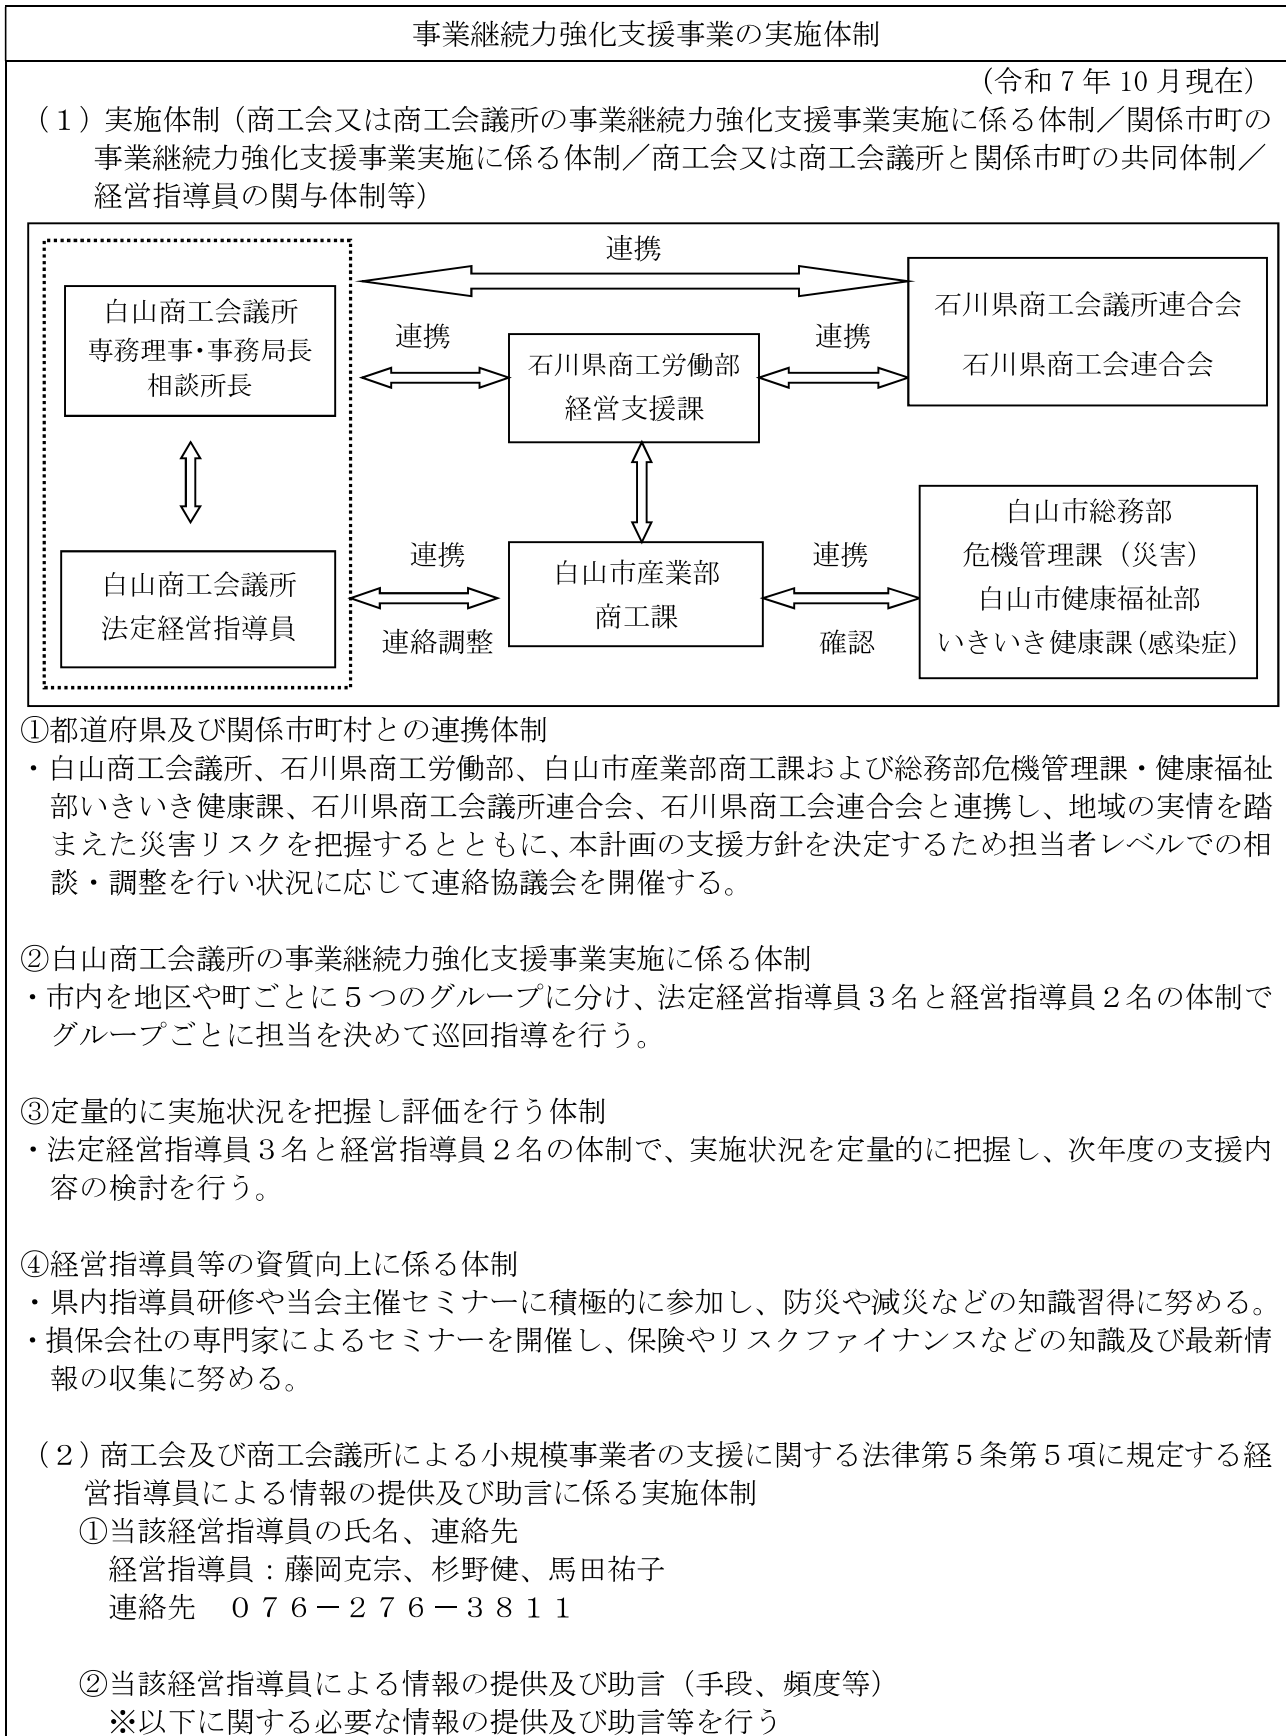 事業継続力強化支援事業の実施体制
（令和７年 10 月現在）
（１）実施体制（商工会又は商工会議所の事業継続力強化支援事業実施に係る体制／関係市町の
事業継続力強化支援事業実施に係る体制／商工会又は商工会議所と関係市町の共同体制／
経営指導員の関与体制等）
連携
白山商工会議所
専務理事・事務局長
相談所長
連携
石川県商工労働部
経営支援課
連携
石川県商工会議所連合会
石川県商工会連合会
白山商工会議所
法定経営指導員
連携
連絡調整
白山市産業部
商工課
連携
確認
白山市総務部
危機管理課（災害）
白山市健康福祉部
いきいき健康課(感染症)
①都道府県及び関係市町村との連携体制
・白山商工会議所、石川県商工労働部、白山市産業部商工課および総務部危機管理課・健康福祉
部いきいき健康課、石川県商工会議所連合会、石川県商工会連合会と連携し、地域の実情を踏
まえた災害リスクを把握するとともに、本計画の支援方針を決定するため担当者レベルでの相
談・調整を行い状況に応じて連絡協議会を開催する。
②白山商工会議所の事業継続力強化支援事業実施に係る体制
・市内を地区や町ごとに５つのグループに分け、法定経営指導員３名と経営指導員２名の体制で
グループごとに担当を決めて巡回指導を行う。
③定量的に実施状況を把握し評価を行う体制
・法定経営指導員３名と経営指導員２名の体制で、実施状況を定量的に把握し、次年度の支援内
容の検討を行う。
④経営指導員等の資質向上に係る体制
・県内指導員研修や当会主催セミナーに積極的に参加し、防災や減災などの知識習得に努める。
・損保会社の専門家によるセミナーを開催し、保険やリスクファイナンスなどの知識及び最新情
報の収集に努める。
（２）商工会及び商工会議所による小規模事業者の支援に関する法律第５条第５項に規定する経
営指導員による情報の提供及び助言に係る実施体制
①当該経営指導員の氏名、連絡先
経営指導員：藤岡克宗、杉野健、馬田祐子
連絡先　０７６－２７６－３８１１
②当該経営指導員による情報の提供及び助言（手段、頻度等）
※以下に関する必要な情報の提供及び助言等を行う